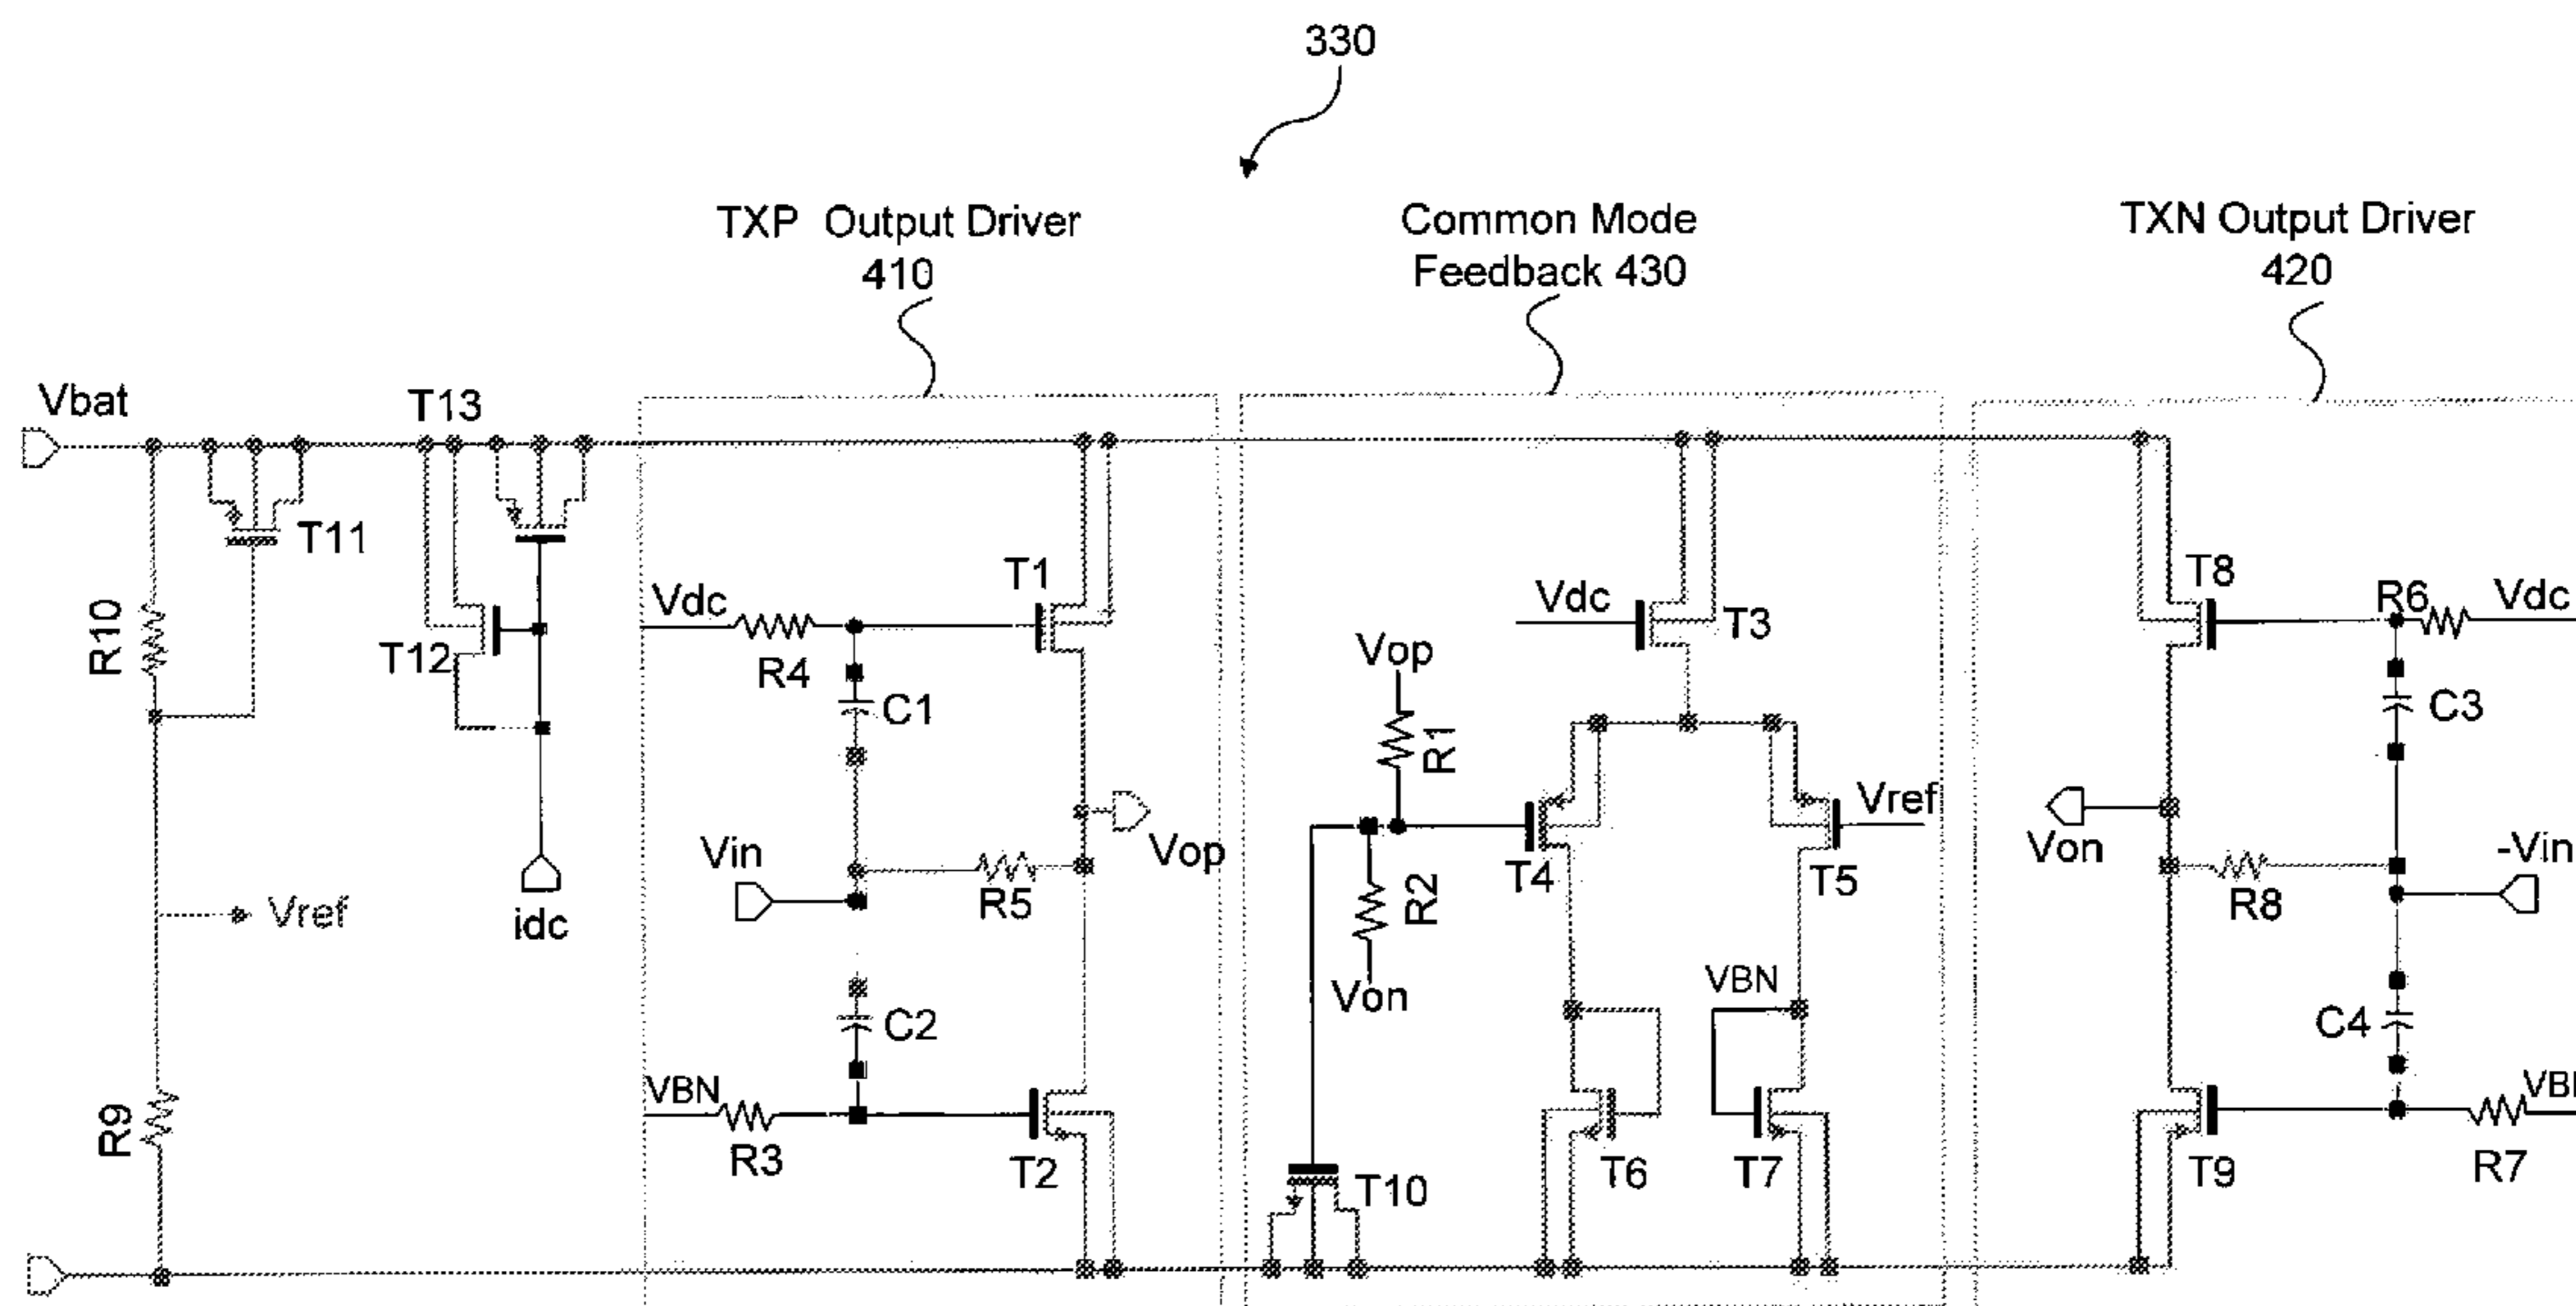 330
TXP Output Driver
410
Common Mode
Feedback 430
TXN Output Driver
420
Vbat
T13
T11
T12
R10
Vref
R9
idc
Vdc
R4
T1
C1
Vin
R5
Vop
C2
VBN
R3
T2
Vdc
T3
Vop
R1
R2
Von
T4
T5
Vref
VBN
T6
T7
T10
T8
R6
Vdc
C3
Von
R8
-Vin
C4
T9
R7